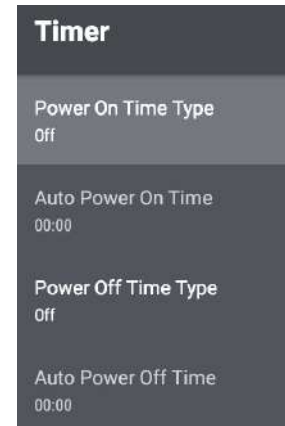 Timer
Power On Time Type
Off
Auto Power On Time
00:00
Power Off Time Type
Off
Auto Power Off Time
00:00